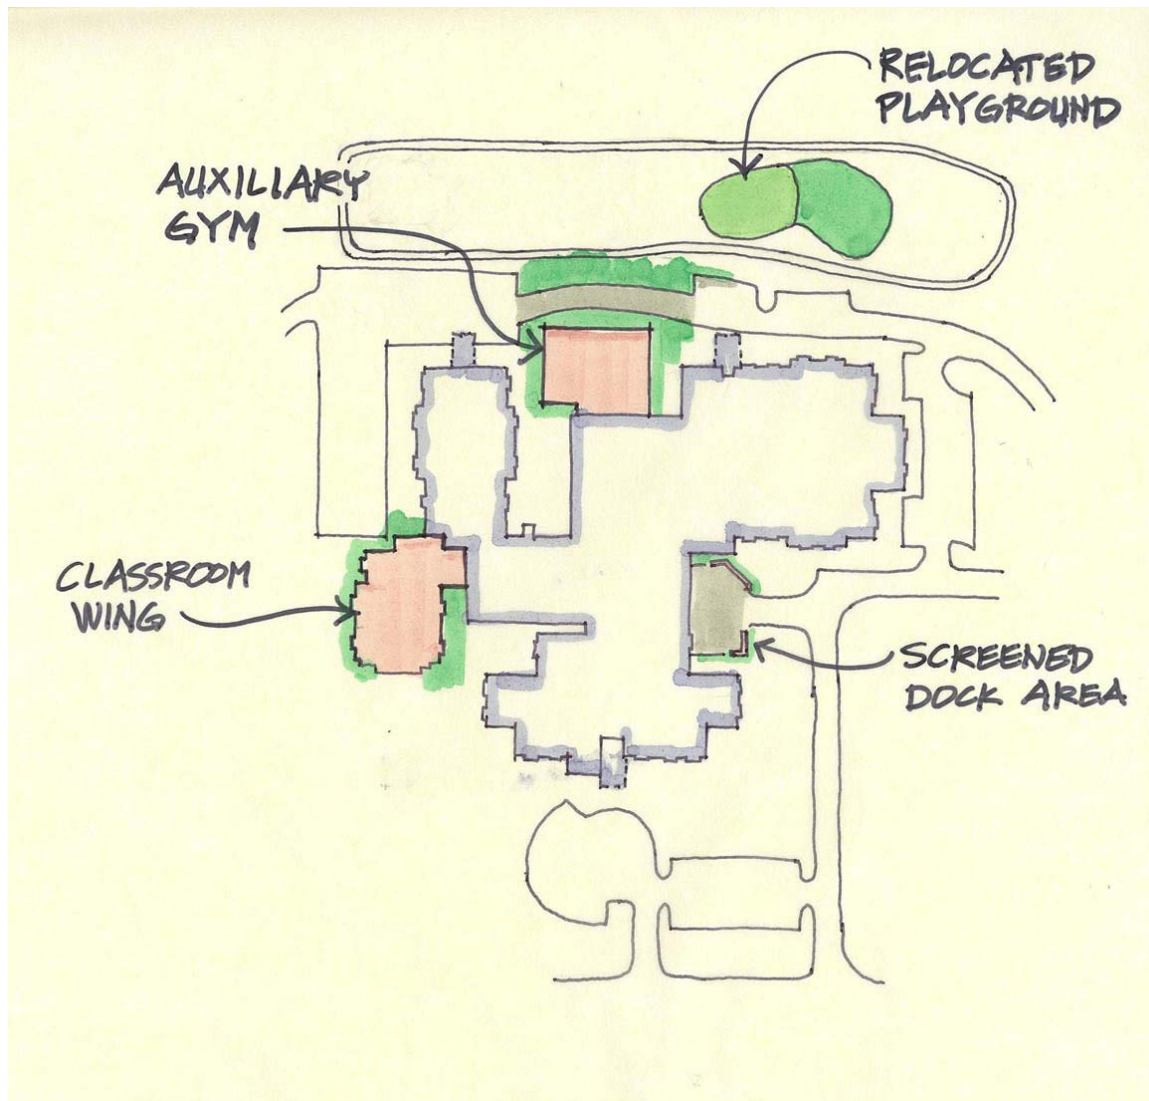 RELOCATED
PLAYGROUND
AUXILIARY
GYM
CLASSROOM
WING
SCREENED
DOCK AREA